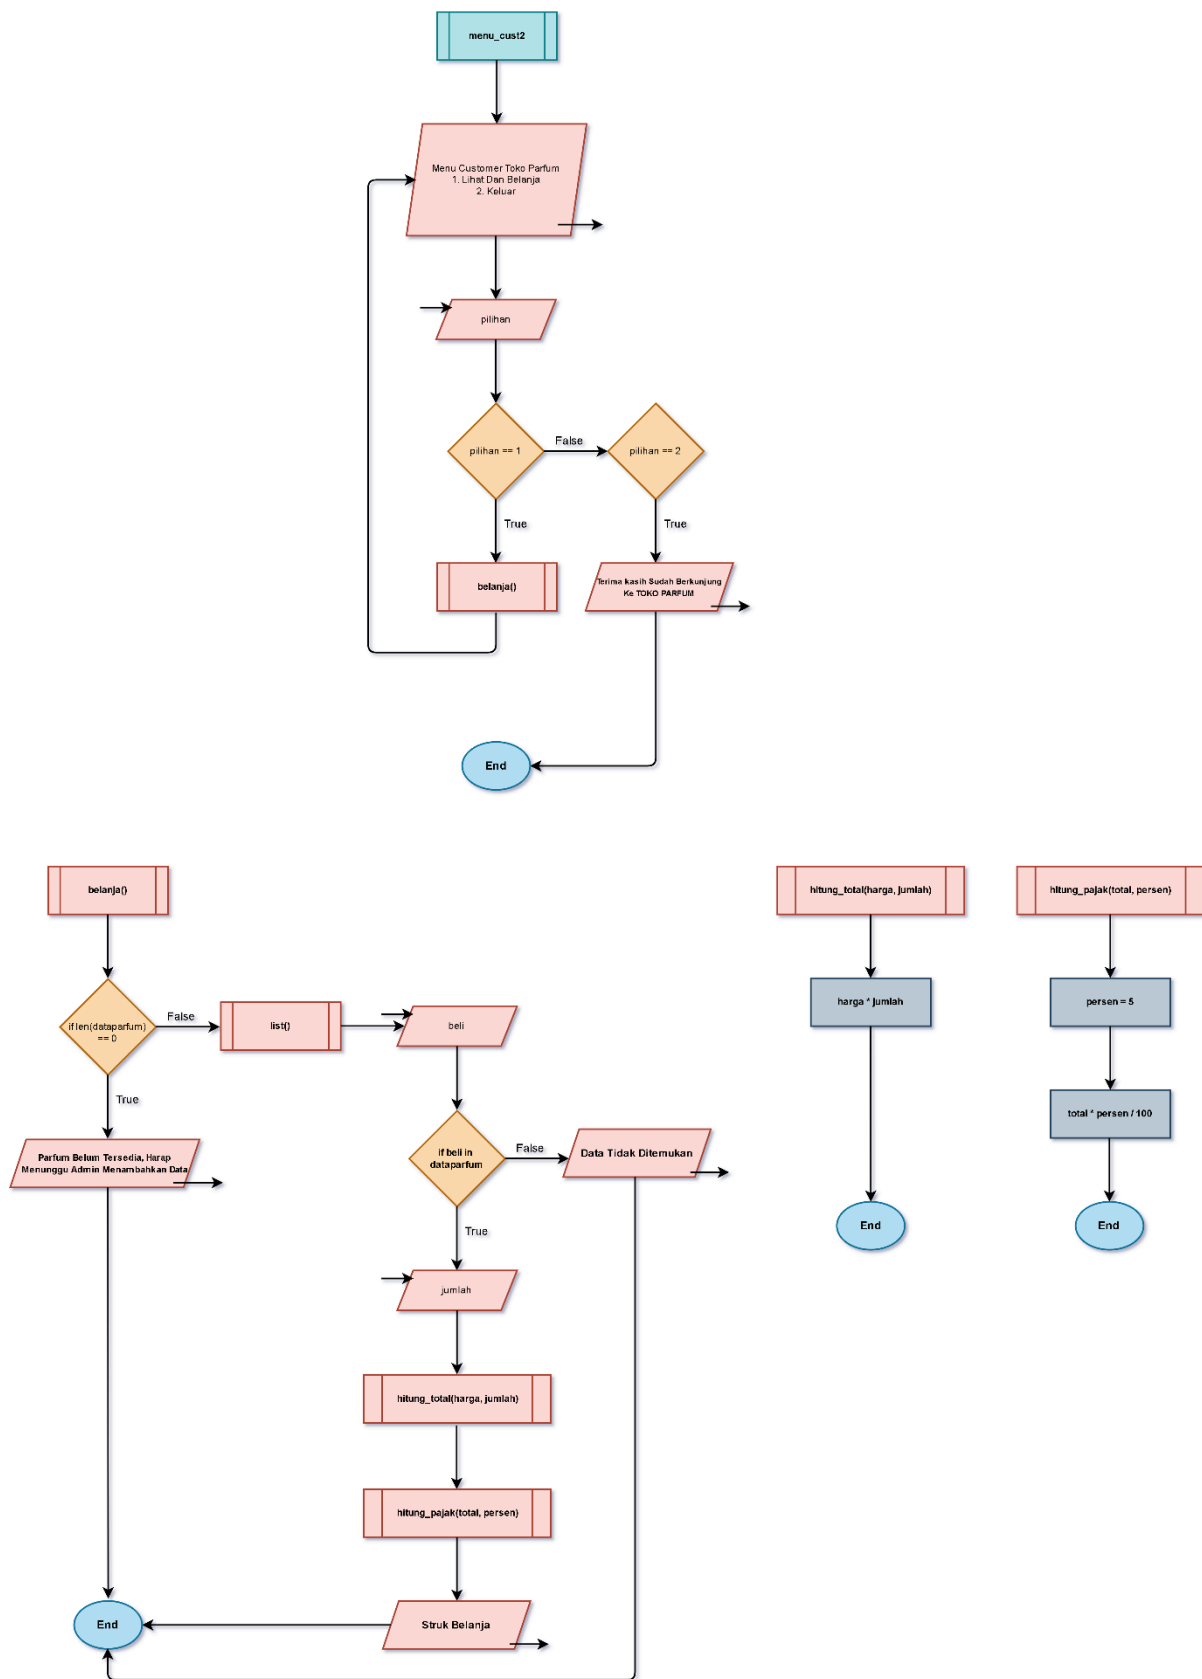 menu_cust2
Menu Customer Toko Parfum
1. Lihat Dan Belanja
2. Keluar
pilihan
pilihan == 1
False
pilihan == 2
True
True
belanja()
Terima kasih Sudah Berkunjung
Ke TOKO PARFUM
End
belanja()
if len(dataparfum)
== 0
False
list()
beli
True
Parfum Belum Tersedia, Harap
Menunggu Admin Menambahkan Data
if beli in
dataparfum
False
Data Tidak Ditemukan
True
jumlah
hitung_total(harga, jumlah)
hitung_pajak(total, persen)
Struk Belanja
End
hitung_total(harga, jumlah)
harga * jumlah
End
hitung_pajak(total, persen)
persen = 5
total * persen / 100
End